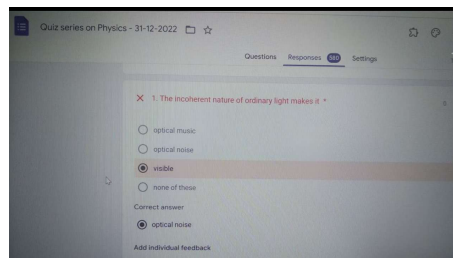 Quiz series on Physics - 31-12-2022
Questions Responses 580 Settings
1. The incoherent nature of ordinary light makes it *
optical music
optical noise
visible
none of these
Correct answer
optical noise
Add individual feedback